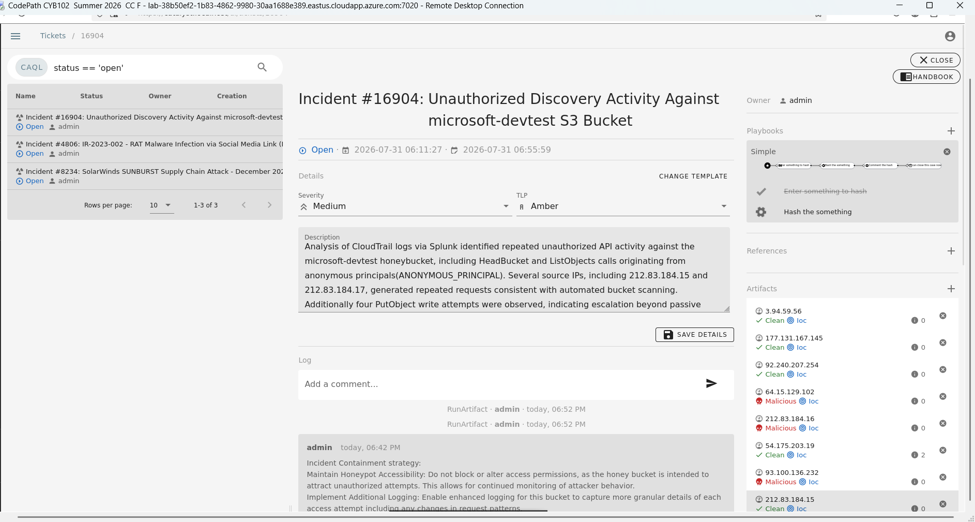 CodePath CYB102  Summer 2026  CC F - lab-38b50ef2-1b83-4862-9980-30aa1688e389.eastus.cloudapp.azure.com:7020 - Remote Desktop Connection
Tickets / 16904
CAQL status == 'open'
Name Status Owner Creation
Incident #16904: Unauthorized Discovery Activity Against microsoft-devtest
Open admin
Incident #4806: IR-2023-002 - RAT Malware Infection via Social Media Link (
Open admin
Incident #8234: SolarWinds SUNBURST Supply Chain Attack - December 202
Open admin
Rows per page: 10 1-3 of 3
Incident #16904: Unauthorized Discovery Activity Against
microsoft-devtest S3 Bucket
Open · 2026-07-31 06:11:27 · 2026-07-31 06:55:59
Details CHANGE TEMPLATE
Severity
Medium
TLP
Amber
Description
Analysis of CloudTrail logs via Splunk identified repeated unauthorized API activity against the
microsoft-devtest honeybucket, including HeadBucket and ListObjects calls originating from
anonymous principals(ANONYMOUS_PRINCIPAL). Several source IPs, including 212.83.184.15 and
212.83.184.17, generated repeated requests consistent with automated bucket scanning.
Additionally four PutObject write attempts were observed, indicating escalation beyond passive
SAVE DETAILS
Log
Add a comment...
RunArtifact · admin · today, 06:52 PM
RunArtifact · admin · today, 06:52 PM
admin today, 06:42 PM
Incident Containment strategy:
Maintain Honeypot Accessibility: Do not block or alter access permissions, as the honey bucket is intended to
attract unauthorized attempts. This allows for continued monitoring of attacker behavior.
Implement Additional Logging: Enable enhanced logging for this bucket to capture more granular details of each
access attempt including any changes in request patterns.
CLOSE
HANDBOOK
Owner admin
Playbooks
Simple
Enter something to hash
Hash the something
References
Artifacts
3.94.59.56
Clean Ioc 0
177.131.167.145
Clean Ioc 0
92.240.207.254
Clean Ioc 0
64.15.129.102
Malicious Ioc 0
212.83.184.16
Malicious Ioc 0
54.175.203.19
Clean Ioc 2
93.100.136.232
Malicious Ioc 0
212.83.184.15
Clean Ioc 0